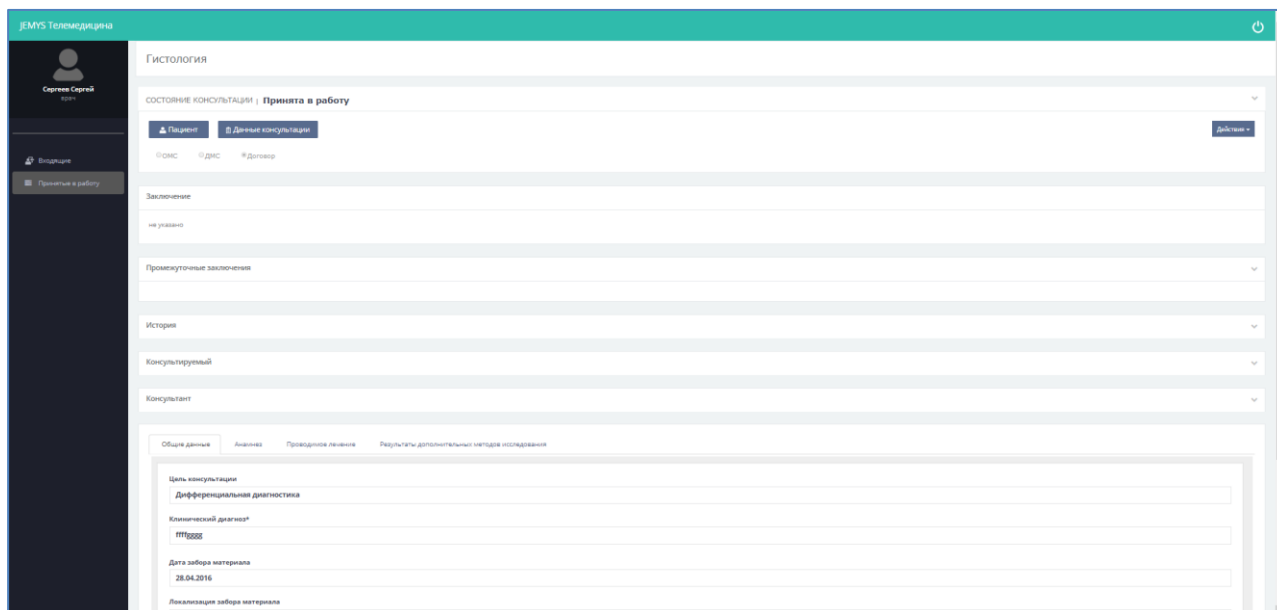 JEMYS Телемедицина
Сергеев Сергей
врач
Входящие
Принятые в работу
Гистология
СОСТОЯНИЕ КОНСУЛЬТАЦИИ | Принята в работу
Пациент
Данные консультации
Действия
ОМС ДМС Договор
Заключение
не указано
Промежуточные заключения
История
Консультируемый
Консультант
Общие данные Анамнез Проводимое лечение Результаты дополнительных методов исследования
Цель консультации
Дифференциальная диагностика
Клинический диагноз*
ffffgggg
Дата забора материала
28.04.2016
Локализация забора материала